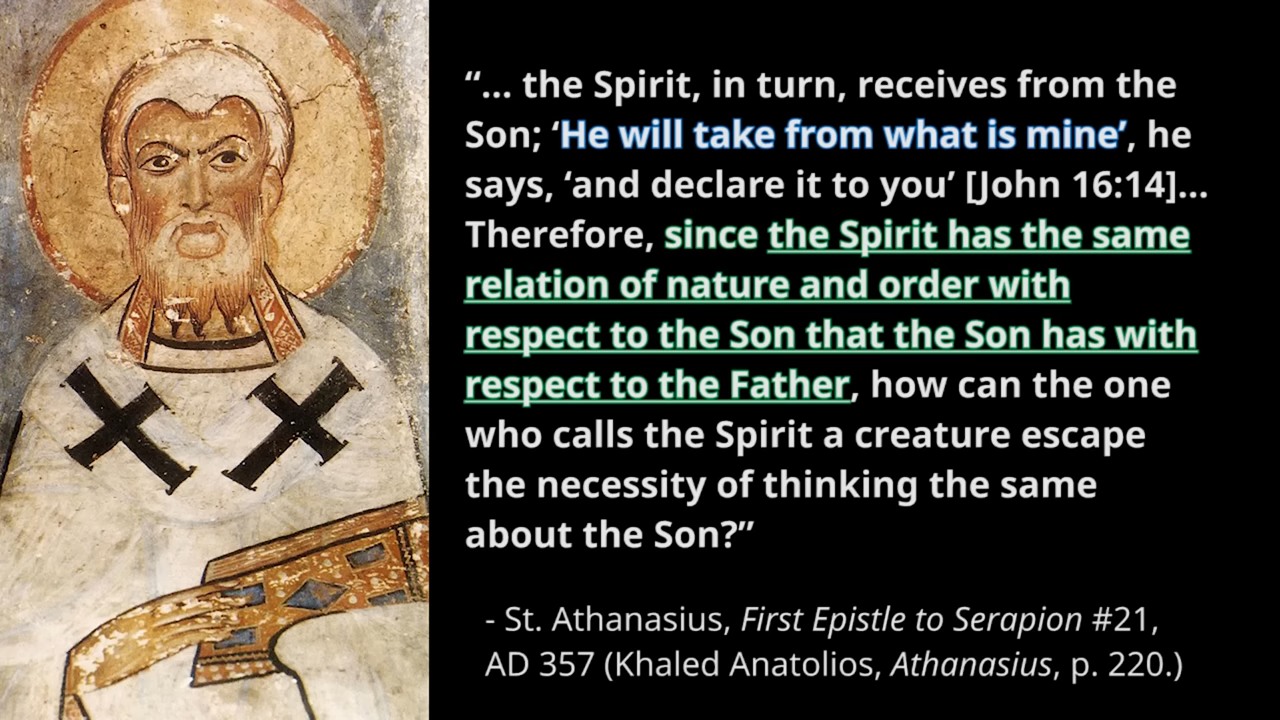 “... the Spirit, in turn, receives from the
Son; ‘He will take from what is mine’, he
says, ‘and declare it to you’ [John 16:14]...
Therefore, since the Spirit has the same
relation of nature and order with
respect to the Son that the Son has with
respect to the Father, how can the one
who calls the Spirit a creature escape
the necessity of thinking the same
about the Son?”
- St. Athanasius, First Epistle to Serapion #21,
AD 357 (Khaled Anatolios, Athanasius, p. 220.)